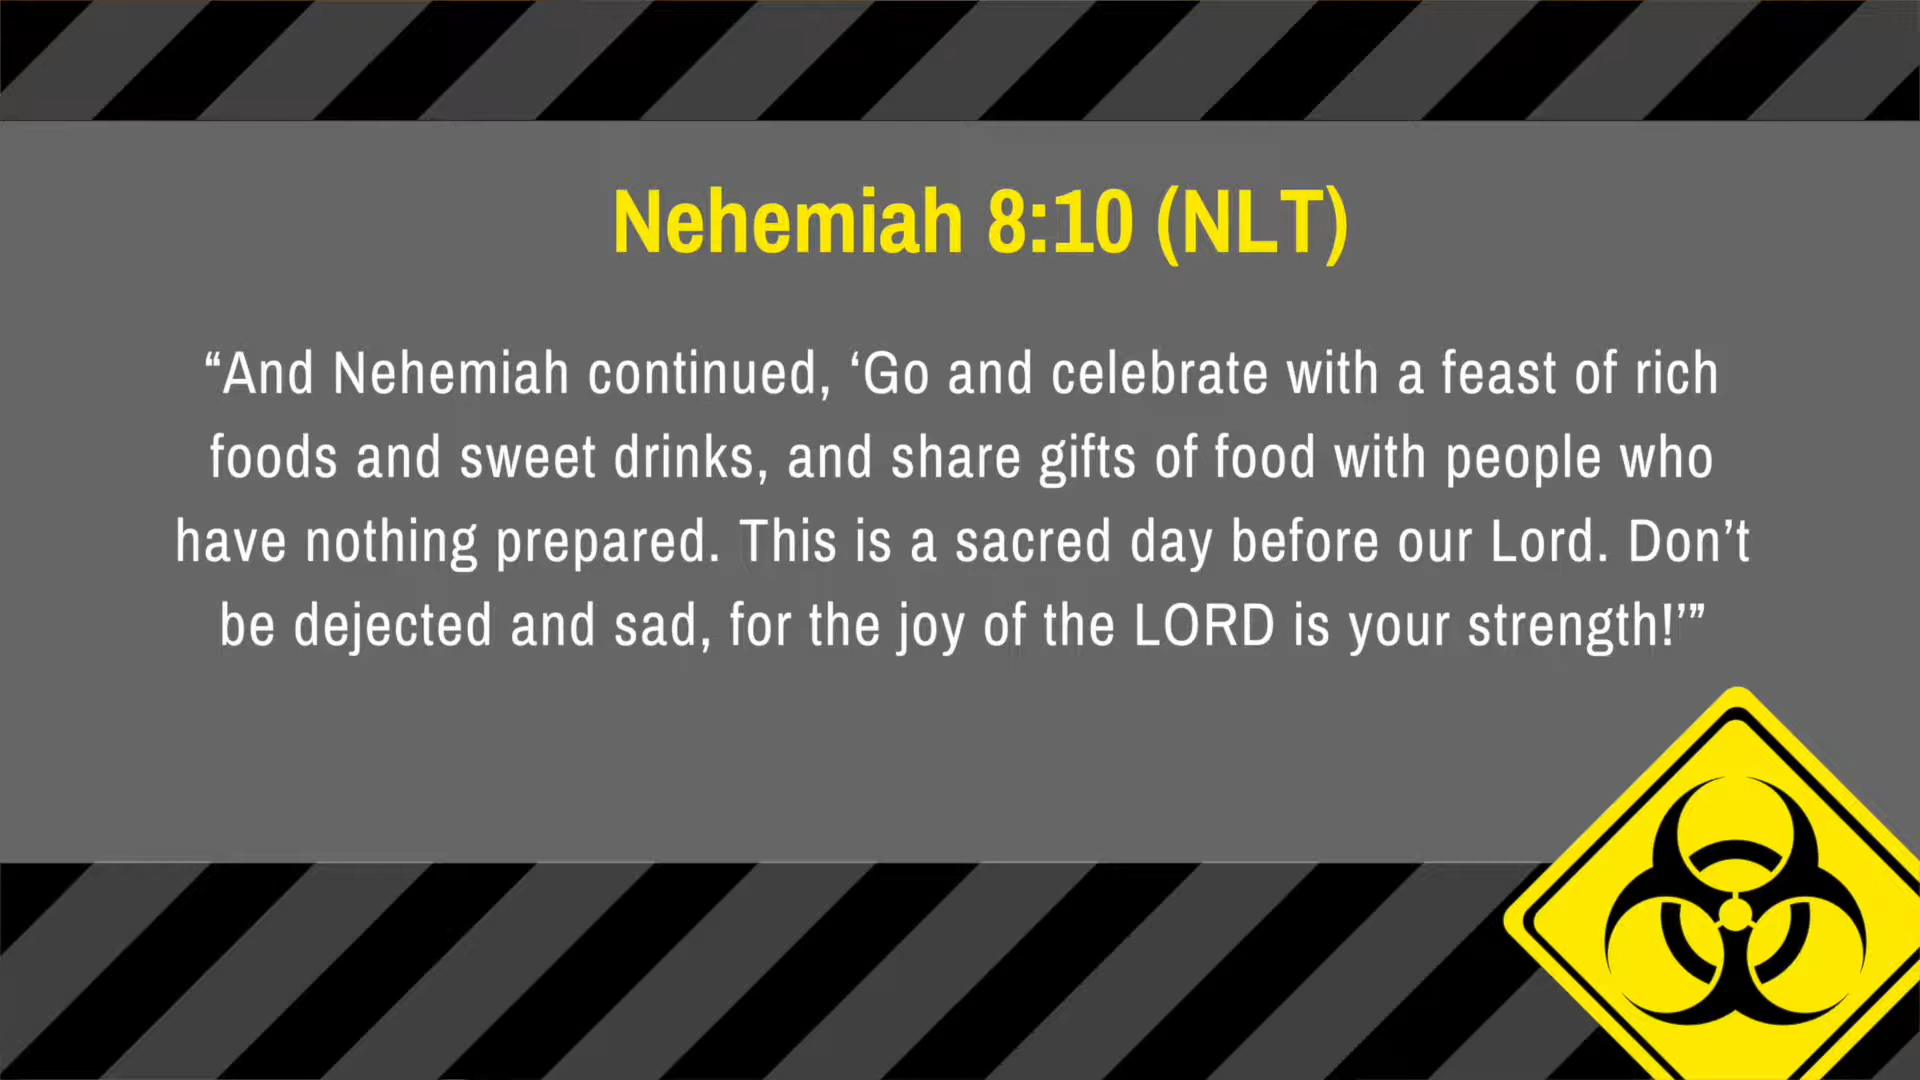 Nehemiah 8:10 (NLT)
“And Nehemiah continued, ‘Go and celebrate with a feast of rich
foods and sweet drinks, and share gifts of food with people who
have nothing prepared. This is a sacred day before our Lord. Don’t
be dejected and sad, for the joy of the LORD is your strength!’”